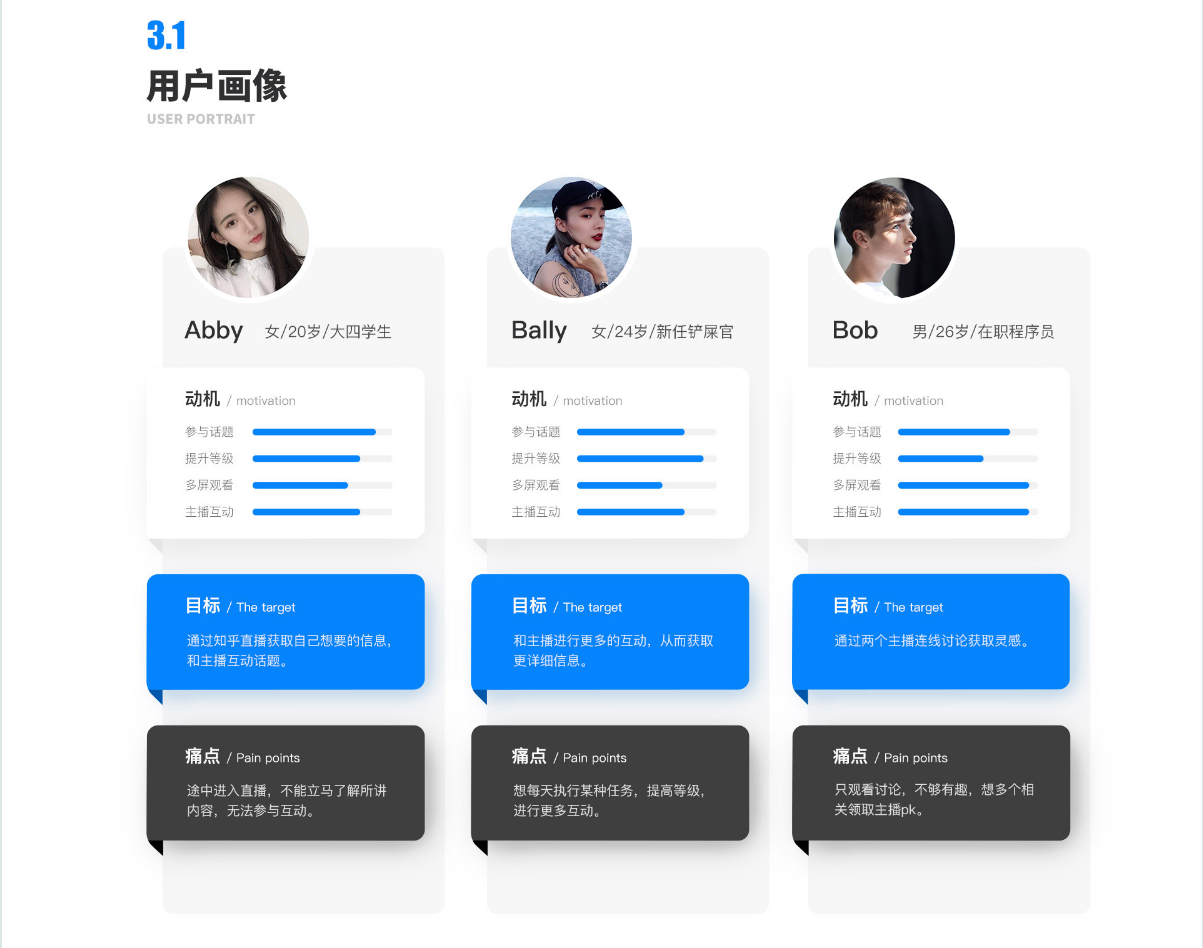 3.1
用户画像
USER PORTRAIT
Abby 女/20岁/大四学生
动机 / motivation
参与话题
提升等级
多屏观看
主播互动
目标 / The target
通过知乎直播获取自己想要的信息,
和主播互动话题。
痛点 / Pain points
途中进入直播，不能立马了解所讲
内容，无法参与互动。
Bally 女/24岁/新任铲屎官
动机 / motivation
参与话题
提升等级
多屏观看
主播互动
目标 / The target
和主播进行更多的互动，从而获取
更详细信息。
痛点 / Pain points
想每天执行某种任务，提高等级，
进行更多互动。
Bob 男/26岁/在职程序员
动机 / motivation
参与话题
提升等级
多屏观看
主播互动
目标 / The target
通过两个主播连线讨论获取灵感。
痛点 / Pain points
只观看讨论，不够有趣，想多个相
关领取主播pk。